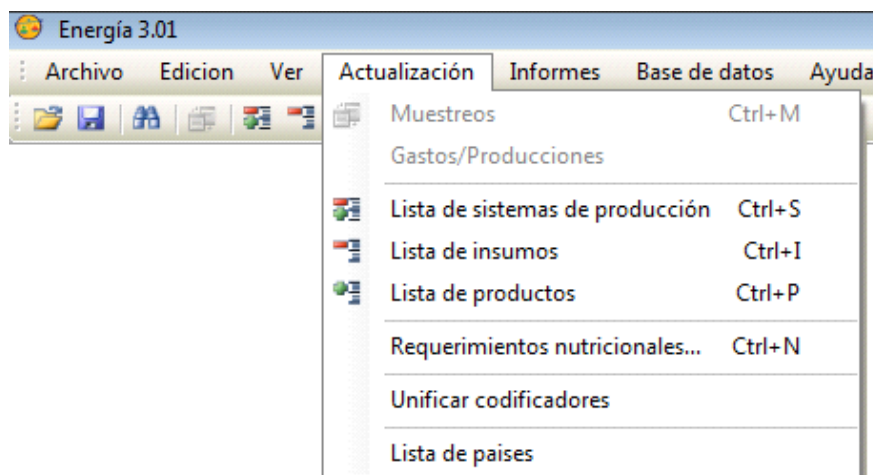 Energía 3.01
Archivo Edicion Ver Actualización Informes Base de datos Ayuda
Muestreos Ctrl+M
Gastos/Producciones
Lista de sistemas de producción Ctrl+S
Lista de insumos Ctrl+I
Lista de productos Ctrl+P
Requerimientos nutricionales... Ctrl+N
Unificar codificadores
Lista de paises